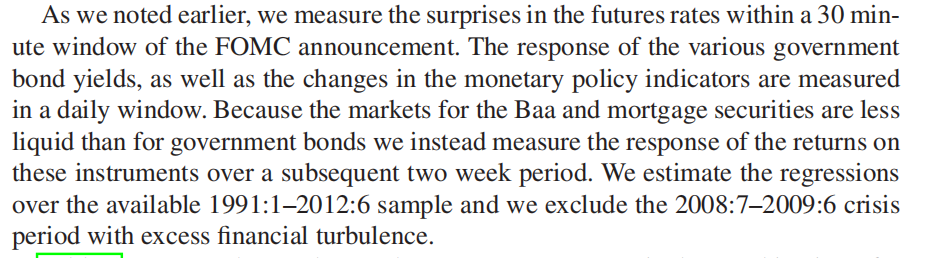 As we noted earlier, we measure the surprises in the futures rates within a 30 min-
ute window of the FOMC announcement. The response of the various government
bond yields, as well as the changes in the monetary policy indicators are measured
in a daily window. Because the markets for the Baa and mortgage securities are less
liquid than for government bonds we instead measure the response of the returns on
these instruments over a subsequent two week period. We estimate the regressions
over the available 1991:1–2012:6 sample and we exclude the 2008:7–2009:6 crisis
period with excess financial turbulence.